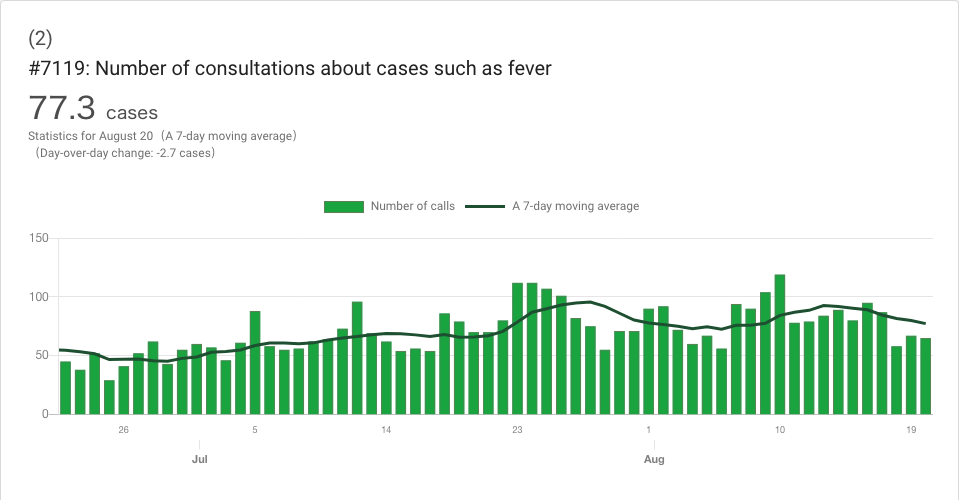 (2)
#7119: Number of consultations about cases such as fever
77.3 cases
Statistics for August 20（A 7-day moving average）
（Day-over-day change: -2.7 cases）
Number of calls
A 7-day moving average
150
100
50
0
26
5
14
23
1
10
19
Jul
Aug